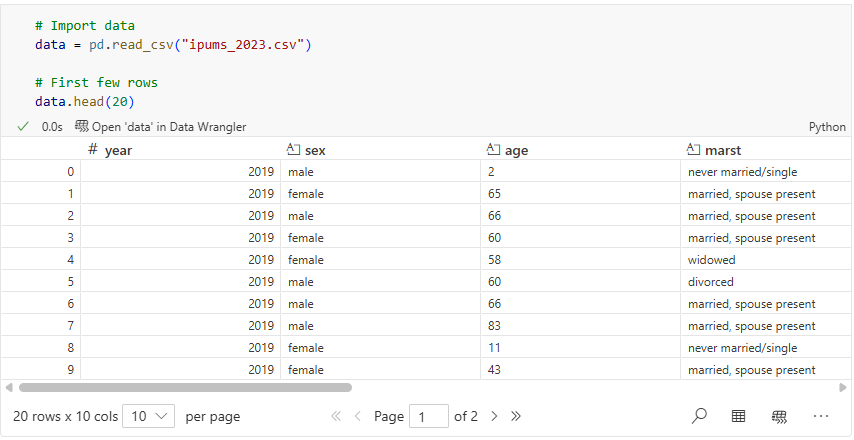 # Import data
data = pd.read_csv("ipums_2023.csv")
# First few rows
data.head(20)
0.0s Open 'data' in Data Wrangler Python
# year sex age marst
0 2019 male 2 never married/single
1 2019 female 65 married, spouse present
2 2019 male 66 married, spouse present
3 2019 female 60 married, spouse present
4 2019 female 58 widowed
5 2019 male 60 divorced
6 2019 male 66 married, spouse present
7 2019 male 83 married, spouse present
8 2019 female 11 never married/single
9 2019 female 43 married, spouse present
20 rows x 10 cols 10 per page Page 1 of 2